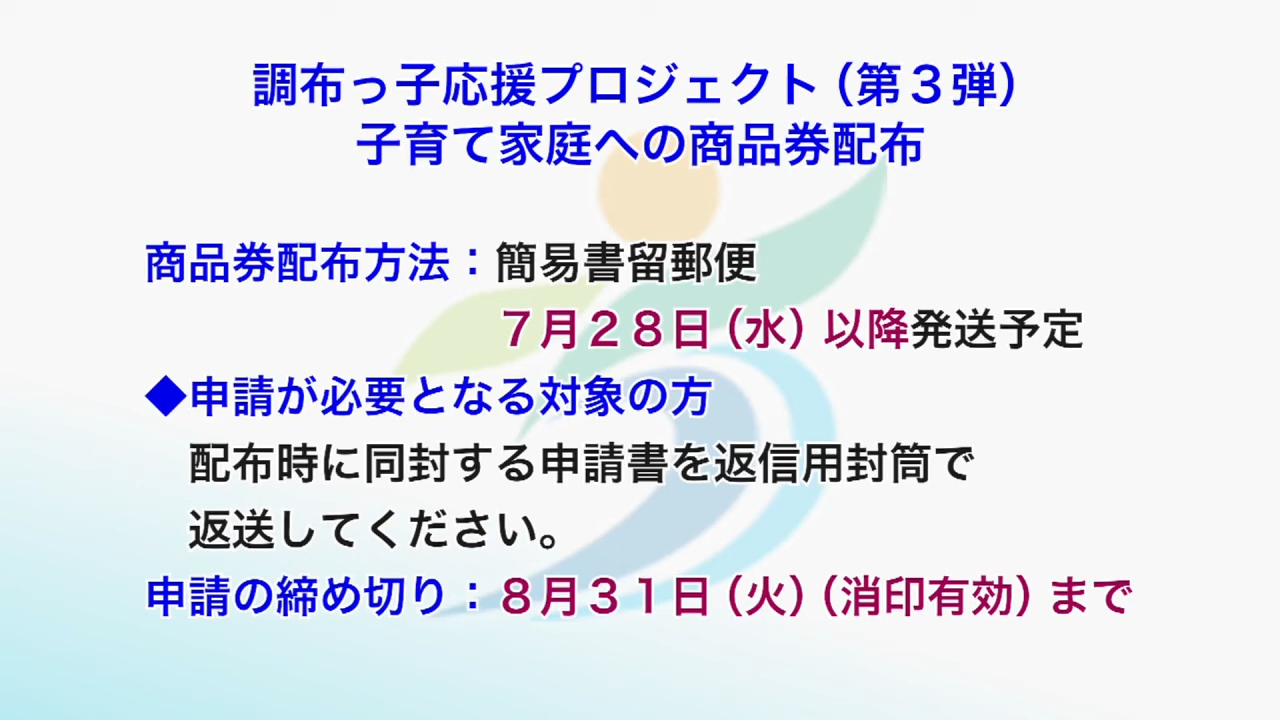 調布っ子応援プロジェクト（第３弾）
子育て家庭への商品券配布
商品券配布方法：簡易書留郵便
７月２８日（水）以降発送予定
◆申請が必要となる対象の方
配布時に同封する申請書を返信用封筒で
返送してください。
申請の締め切り：８月３１日（火）（消印有効）まで